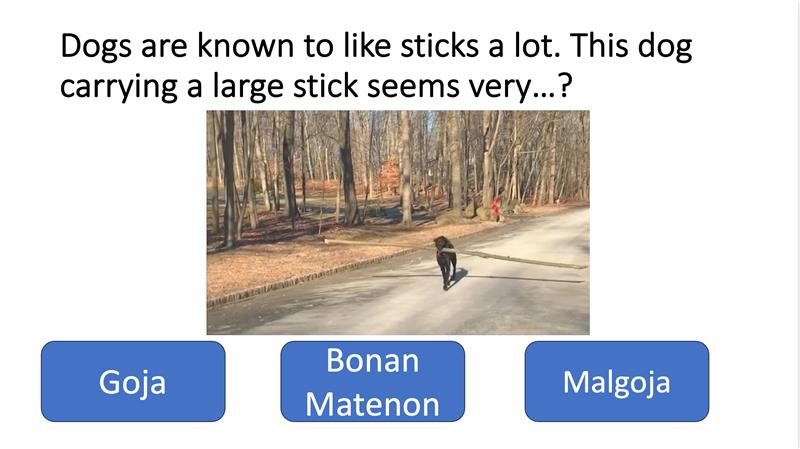 Dogs are known to like sticks a lot. This dog
carrying a large stick seems very…?
Goja
Bonan
Matenon
Malgoja